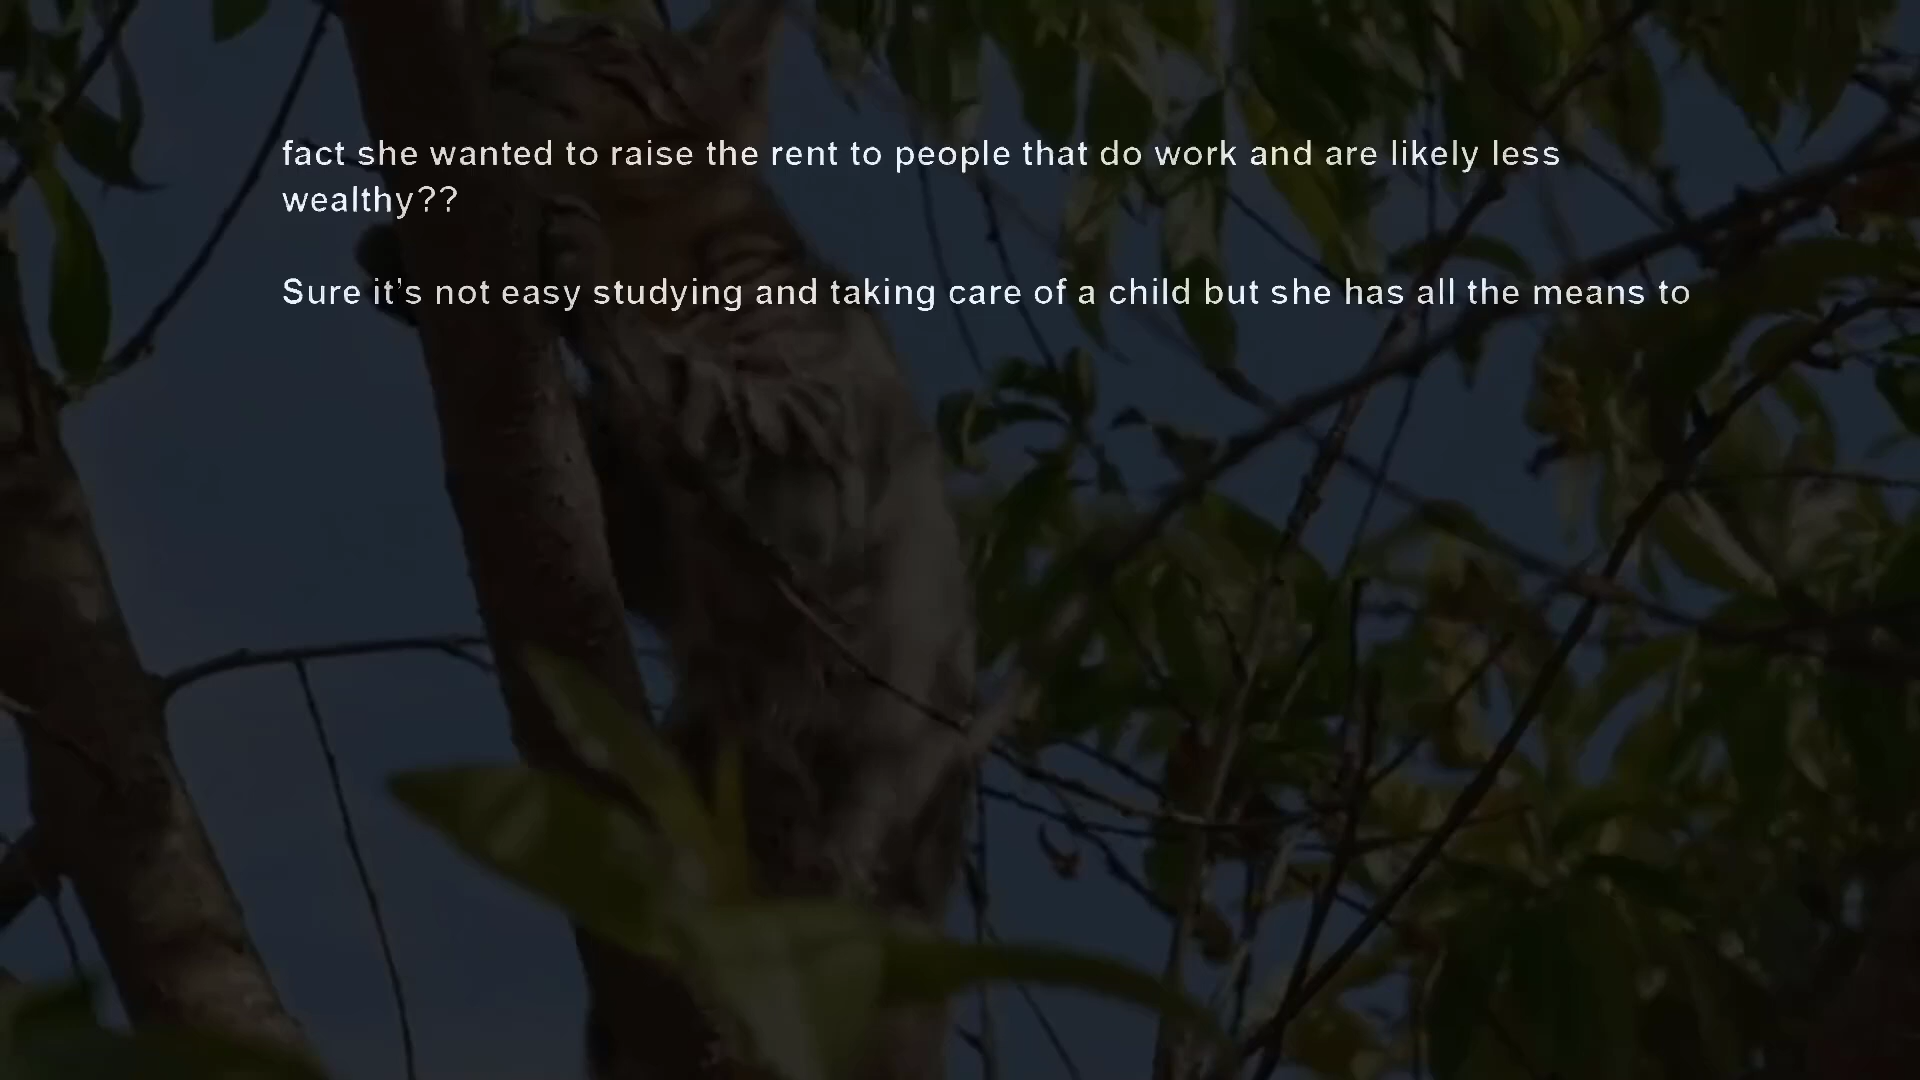 fact she wanted to raise the rent to people that do work and are likely less
wealthy??
Sure it's not easy studying and taking care of a child but she has all the means to